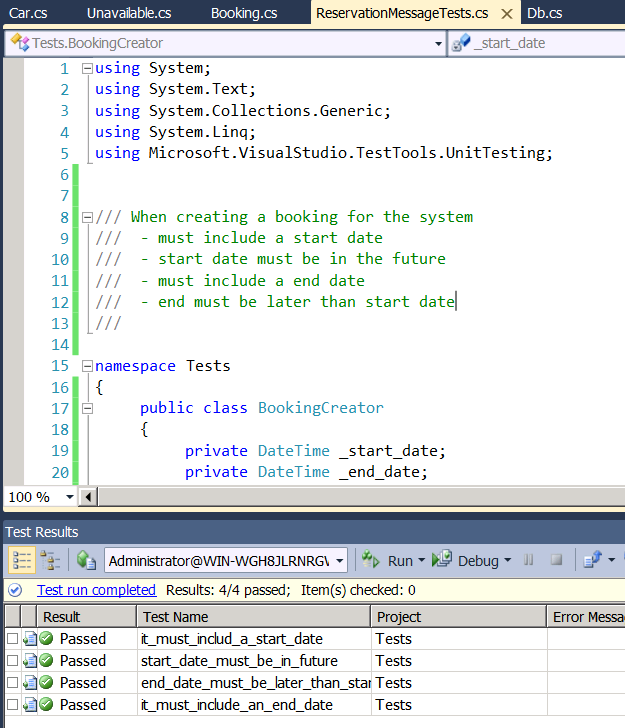 Car.cs Unavailable.cs Booking.cs ReservationMessageTests.cs Db.cs
Tests.BookingCreator _start_date
1 using System;
2 using System.Text;
3 using System.Collections.Generic;
4 using System.Linq;
5 using Microsoft.VisualStudio.TestTools.UnitTesting;
6
7
8 /// When creating a booking for the system
9 /// - must include a start date
10 /// - start date must be in the future
11 /// - must include a end date
12 /// - end must be later than start date
13 ///
14
15 namespace Tests
16 {
17 public class BookingCreator
18 {
19 private DateTime _start_date;
20 private DateTime _end_date;
100 %
Test Results
Administrator@WIN-WGH8JLRNRGV Run Debug
Test run completed Results: 4/4 passed; Item(s) checked: 0
Result Test Name Project Error Messa
Passed it_must_includ_a_start_date Tests
Passed start_date_must_be_in_future Tests
Passed end_date_must_be_later_than_star Tests
Passed it_must_include_an_end_date Tests